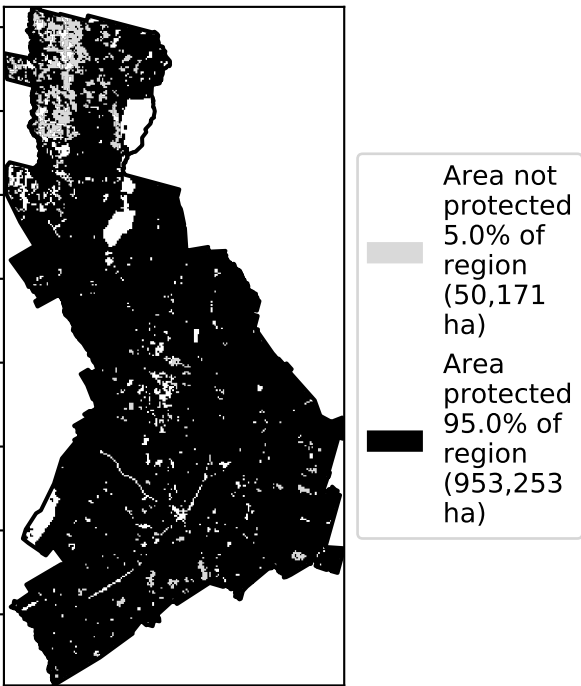 Area not
protected
5.0% of
region
(50,171
ha)
Area
protected
95.0% of
region
(953,253
ha)